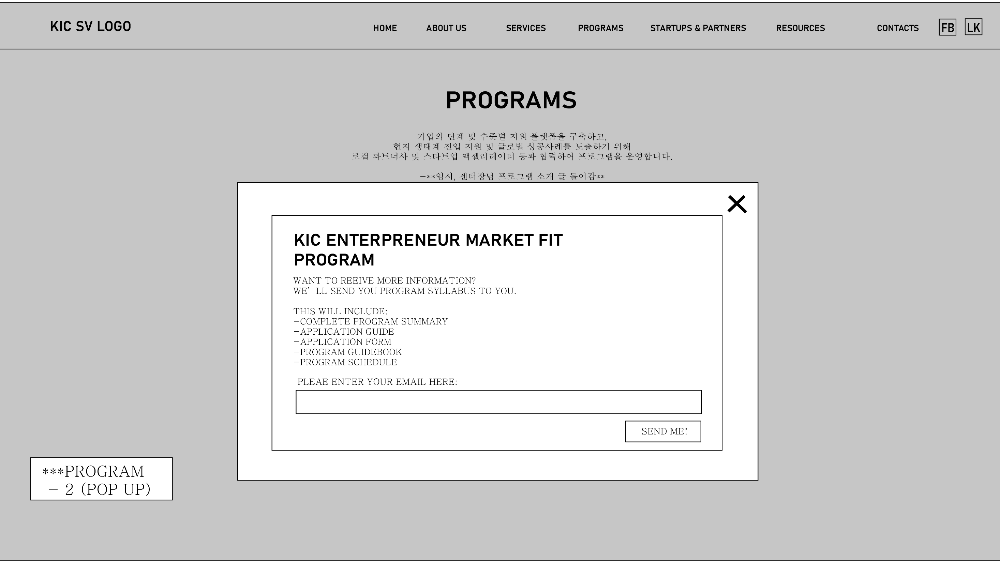 KIC SV LOGO
HOME
ABOUT US
SERVICES
PROGRAMS
STARTUPS & PARTNERS
RESOURCES
CONTACTS
FB
LK
PROGRAMS
기업의 단계 및 수준별 지원 플랫폼을 구축하고,
현지 생태계 진입 지원 및 글로벌 성공사례를 도출하기 위해
로컬 파트너사 및 스타트업 액셀러레이터 등과 협력하여 프로그램을 운영합니다.
-**임시, 센터장님 프로그램 소개 글 들어감**
KIC ENTERPRENEUR MARKET FIT
PROGRAM
WANT TO REEIVE MORE INFORMATION?
WE’ LL SEND YOU PROGRAM SYLLABUS TO YOU.
THIS WILL INCLUDE:
-COMPLETE PROGRAM SUMMARY
-APPLICATION GUIDE
-APPLICATION FORM
-PROGRAM GUIDEBOOK
-PROGRAM SCHEDULE
PLEAE ENTER YOUR EMAIL HERE:
SEND ME!
***PROGRAM
- 2 (POP UP)